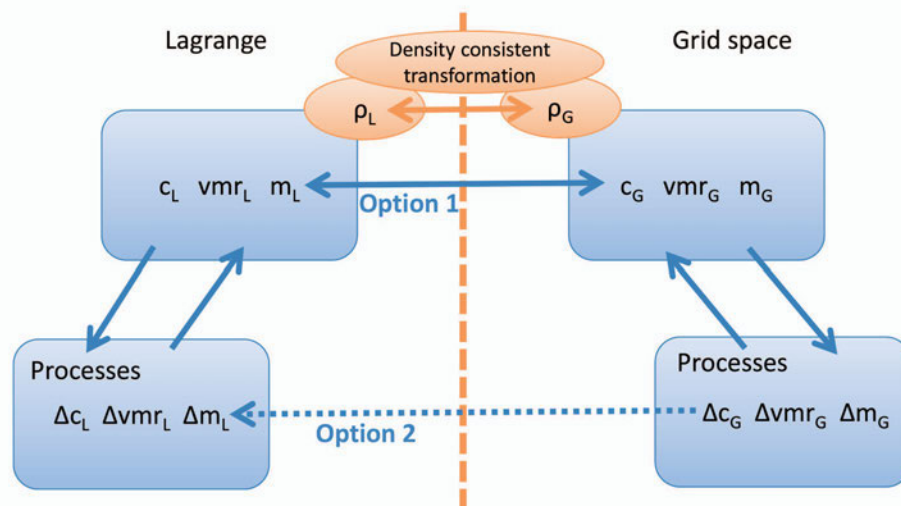 Lagrange
Grid space
Density consistent
transformation
ρL
ρG
cL vmrL mL
cG vmrG mG
Option 1
Processes
Processes
ΔcL ΔvmrL ΔmL
ΔcG ΔvmrG ΔmG
Option 2